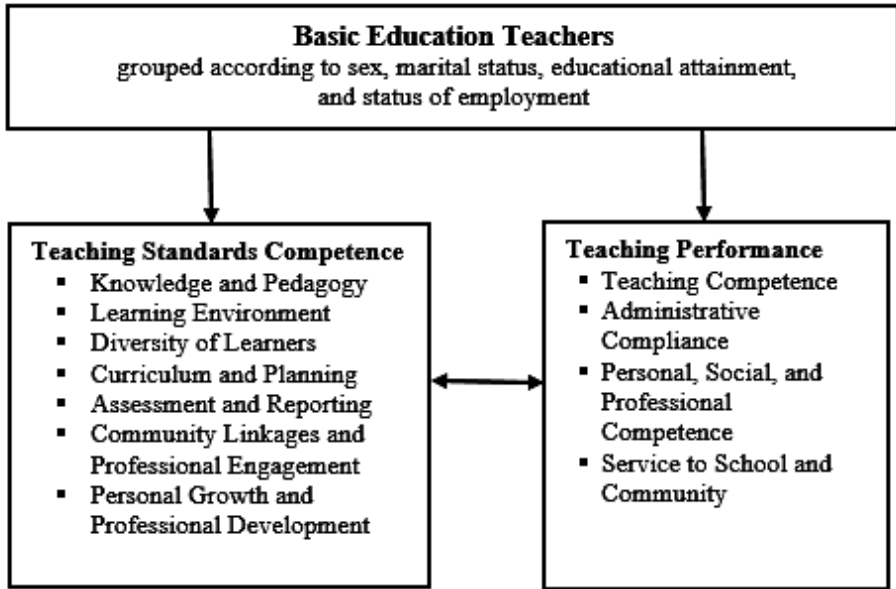 Basic Education Teachers
grouped according to sex, marital status, educational attainment,
and status of employment
Teaching Standards Competence
▪ Knowledge and Pedagogy
▪ Learning Environment
▪ Diversity of Learners
▪ Curriculum and Planning
▪ Assessment and Reporting
▪ Community Linkages and
Professional Engagement
▪ Personal Growth and
Professional Development
Teaching Performance
▪ Teaching Competence
▪ Administrative
Compliance
▪ Personal, Social, and
Professional
Competence
▪ Service to School and
Community